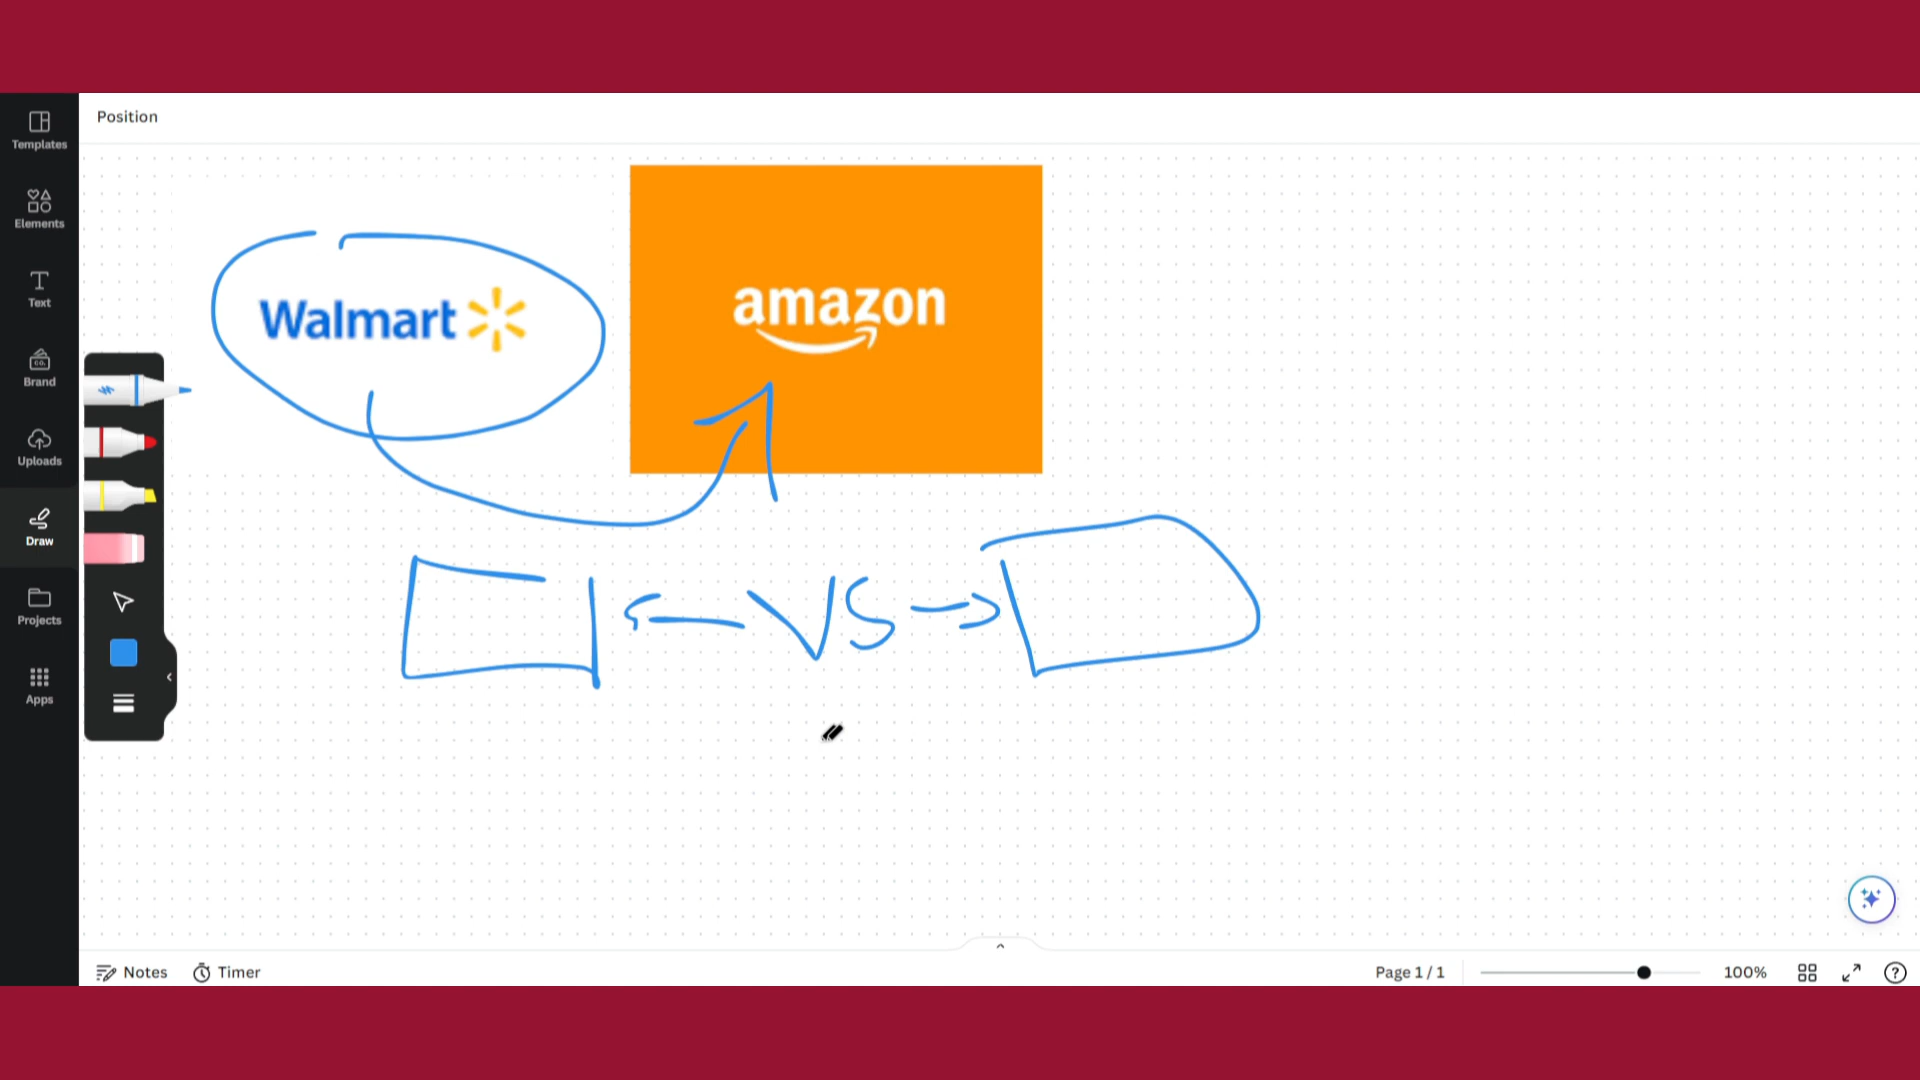 Position
Templates
Elements
Text
Brand
Uploads
Draw
Projects
Apps
Walmart
amazon
VS
Notes
Timer
Page 1 / 1
100%